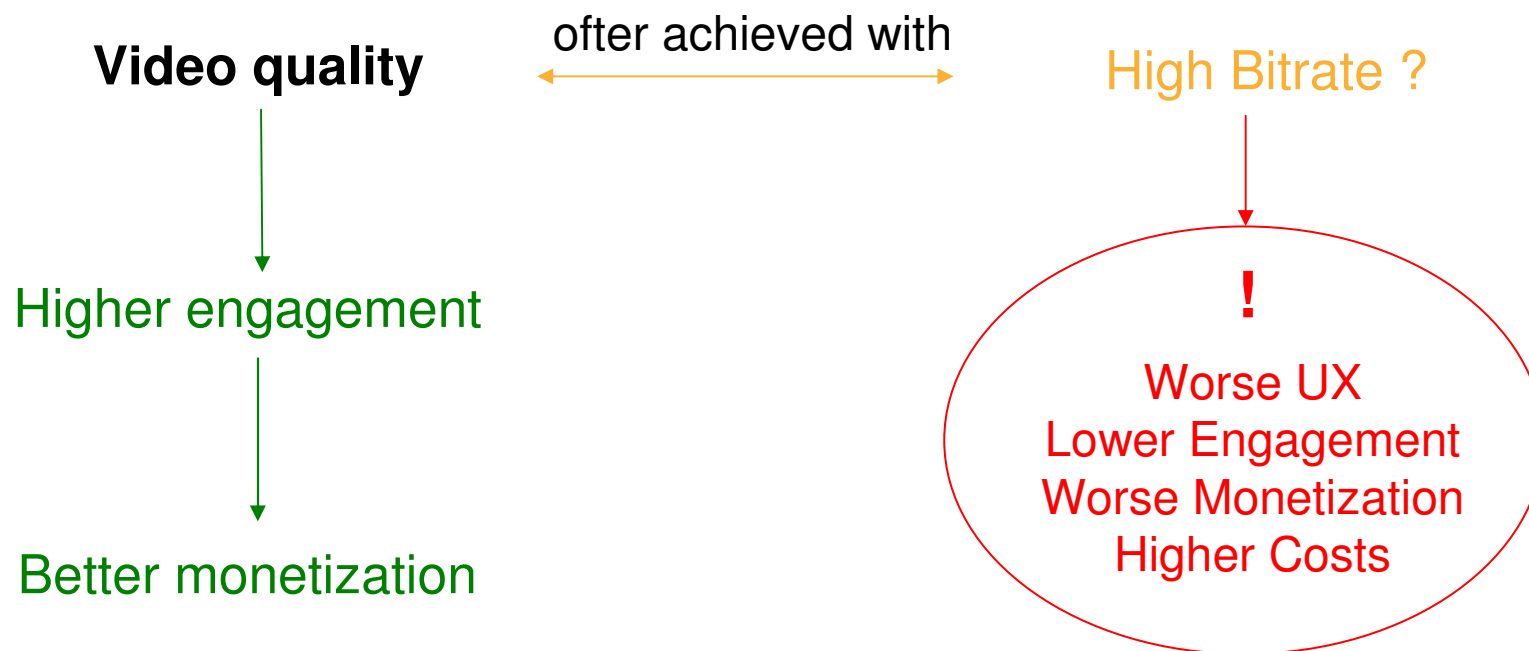 Video quality
ofter achieved with
High Bitrate ?
Higher engagement
Better monetization
!
Worse UX
Lower Engagement
Worse Monetization
Higher Costs